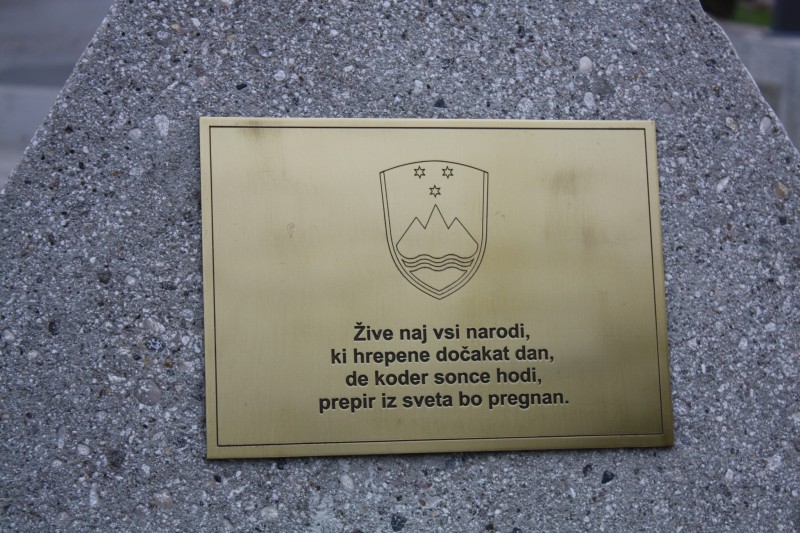 Žive naj vsi narodi,
ki hrepene dočakat dan,
de koder sonce hodi,
prepir iz sveta bo pregnan.